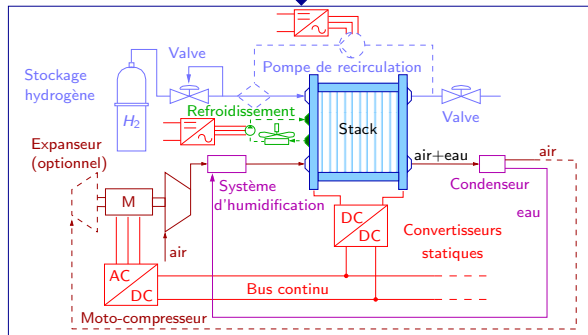 Valve
Pompe de recirculation
Stockage
hydrogène
H2
Refroidissement
Valve
Stack
Expanseur
(optionnel)
air+eau
air
M
Système
d'humidification
Condenseur
eau
air
DC
DC
Convertisseurs
statiques
AC
DC
Bus continu
Moto-compresseur